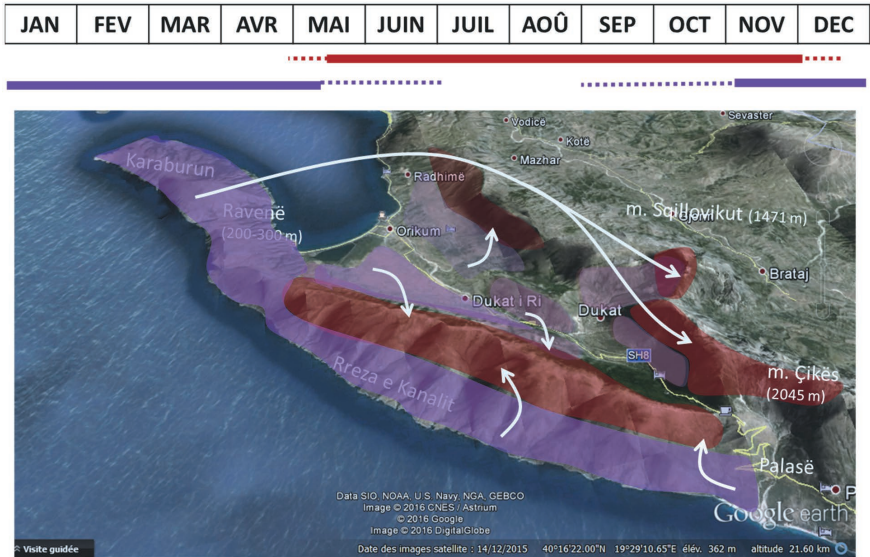 JAN FEV MAR AVR MAI JUIN JUIL AOÛ SEP OCT NOV DEC
Sevaster
Vodicë
Kotë
Mazhar
Karaburun
Radhimë
Ravenë
(200-300 m)
m. Sqillovikut (1471 m)
Orikum
Brataj
Dukat i Ri
Dukat
SH8
Rreza e Kanalit
m. Çikës
(2045 m)
Palasë
P
Data SIO, NOAA, U.S. Navy, NGA, GEBCO
Image © 2016 CNES / Astrium
© 2016 Google
Image © 2016 DigitalGlobe
Google earth
Visite guidée
Date des images satellite : 14/12/2015 40°16'22.00"N 19°29'10.65"E élév. 362 m altitude 21.60 km